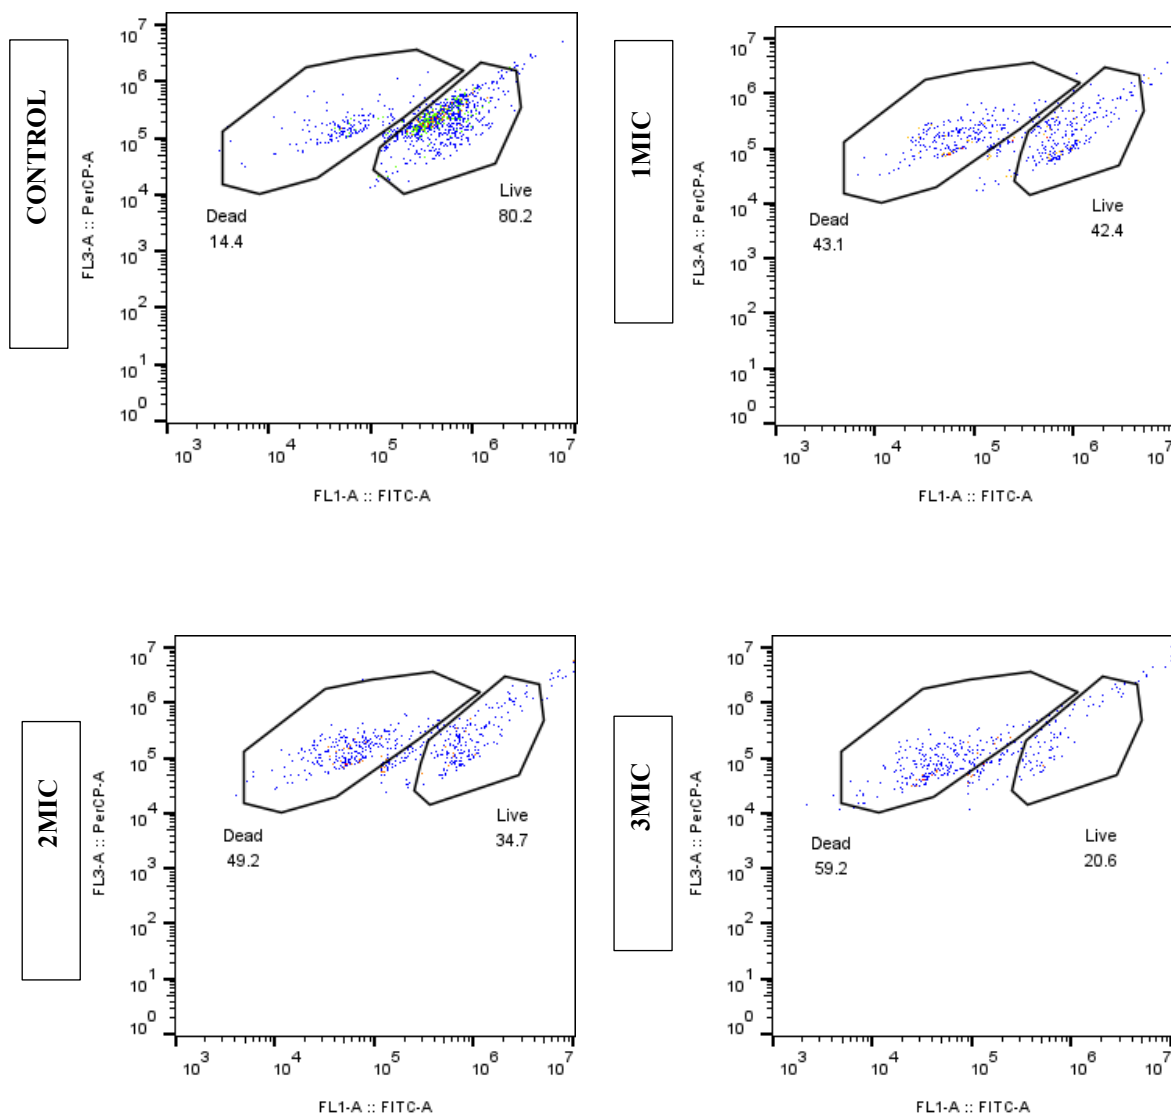 CONTROL
10^7
10^6
10^5
10^4
10^3
10^2
10^1
10^0
FL3-A :: PerCP-A
Dead
14.4
Live
80.2
10^3 10^4 10^5 10^6 10^7
FL1-A :: FITC-A
1MIC
10^7
10^6
10^5
10^4
10^3
10^2
10^1
10^0
FL3-A :: PerCP-A
Dead
43.1
Live
42.4
10^3 10^4 10^5 10^6 10^7
FL1-A :: FITC-A
2MIC
10^7
10^6
10^5
10^4
10^3
10^2
10^1
10^0
FL3-A :: PerCP-A
Dead
49.2
Live
34.7
10^3 10^4 10^5 10^6 10^7
FL1-A :: FITC-A
3MIC
10^7
10^6
10^5
10^4
10^3
10^2
10^1
10^0
FL3-A :: PerCP-A
Dead
59.2
Live
20.6
10^3 10^4 10^5 10^6 10^7
FL1-A :: FITC-A